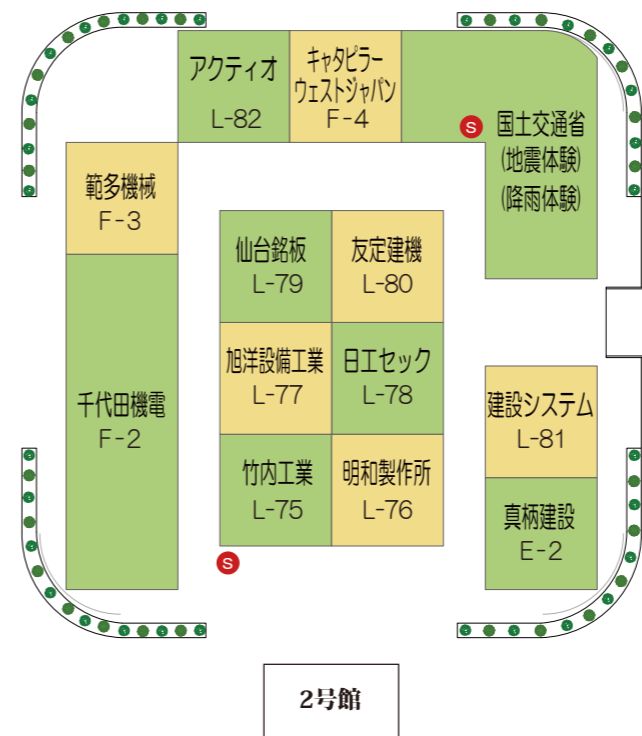 アクティオ
L-82
キャタピラー
ウェストジャパン
F-4
S
国土交通省
(地震体験)
(降雨体験)
範多機械
F-3
仙台銘板
L-79
友定建機
L-80
旭洋設備工業
L-77
日工セック
L-78
千代田機電
F-2
建設システム
L-81
竹内工業
L-75
明和製作所
L-76
真柄建設
E-2
S
2号館